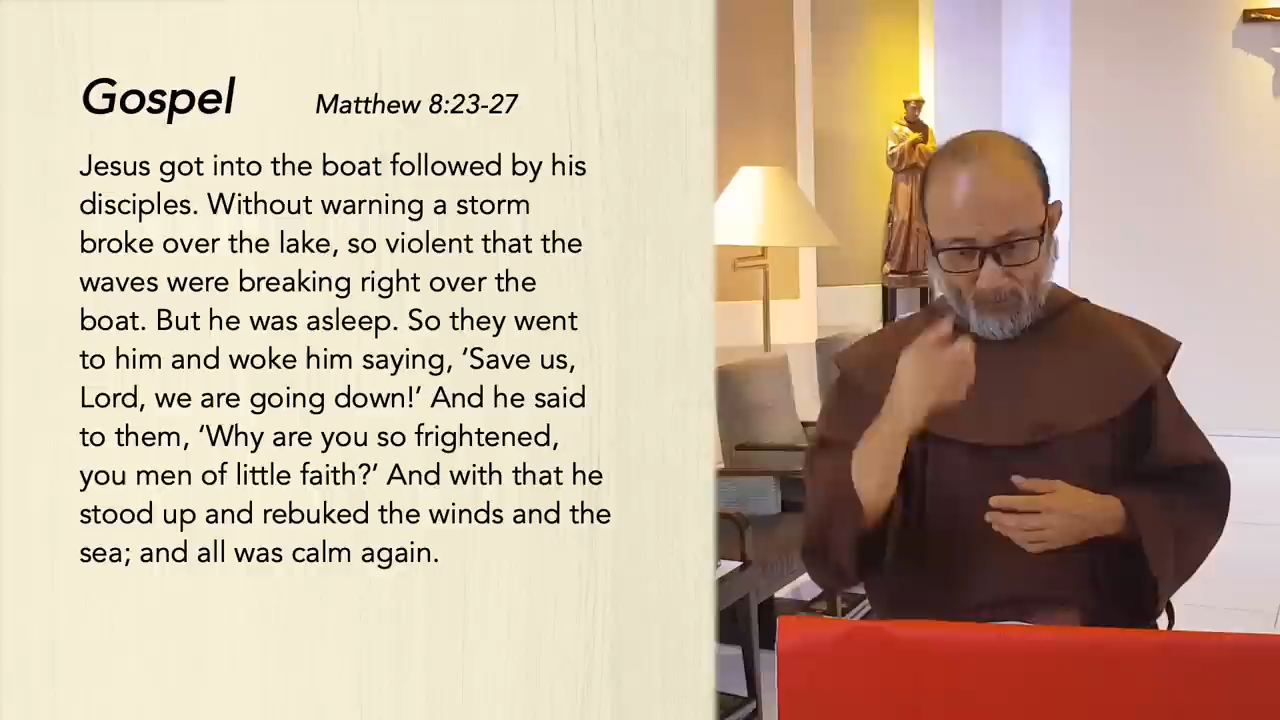 Gospel Matthew 8:23-27
Jesus got into the boat followed by his
disciples. Without warning a storm
broke over the lake, so violent that the
waves were breaking right over the
boat. But he was asleep. So they went
to him and woke him saying, ‘Save us,
Lord, we are going down!’ And he said
to them, ‘Why are you so frightened,
you men of little faith?’ And with that he
stood up and rebuked the winds and the
sea; and all was calm again.